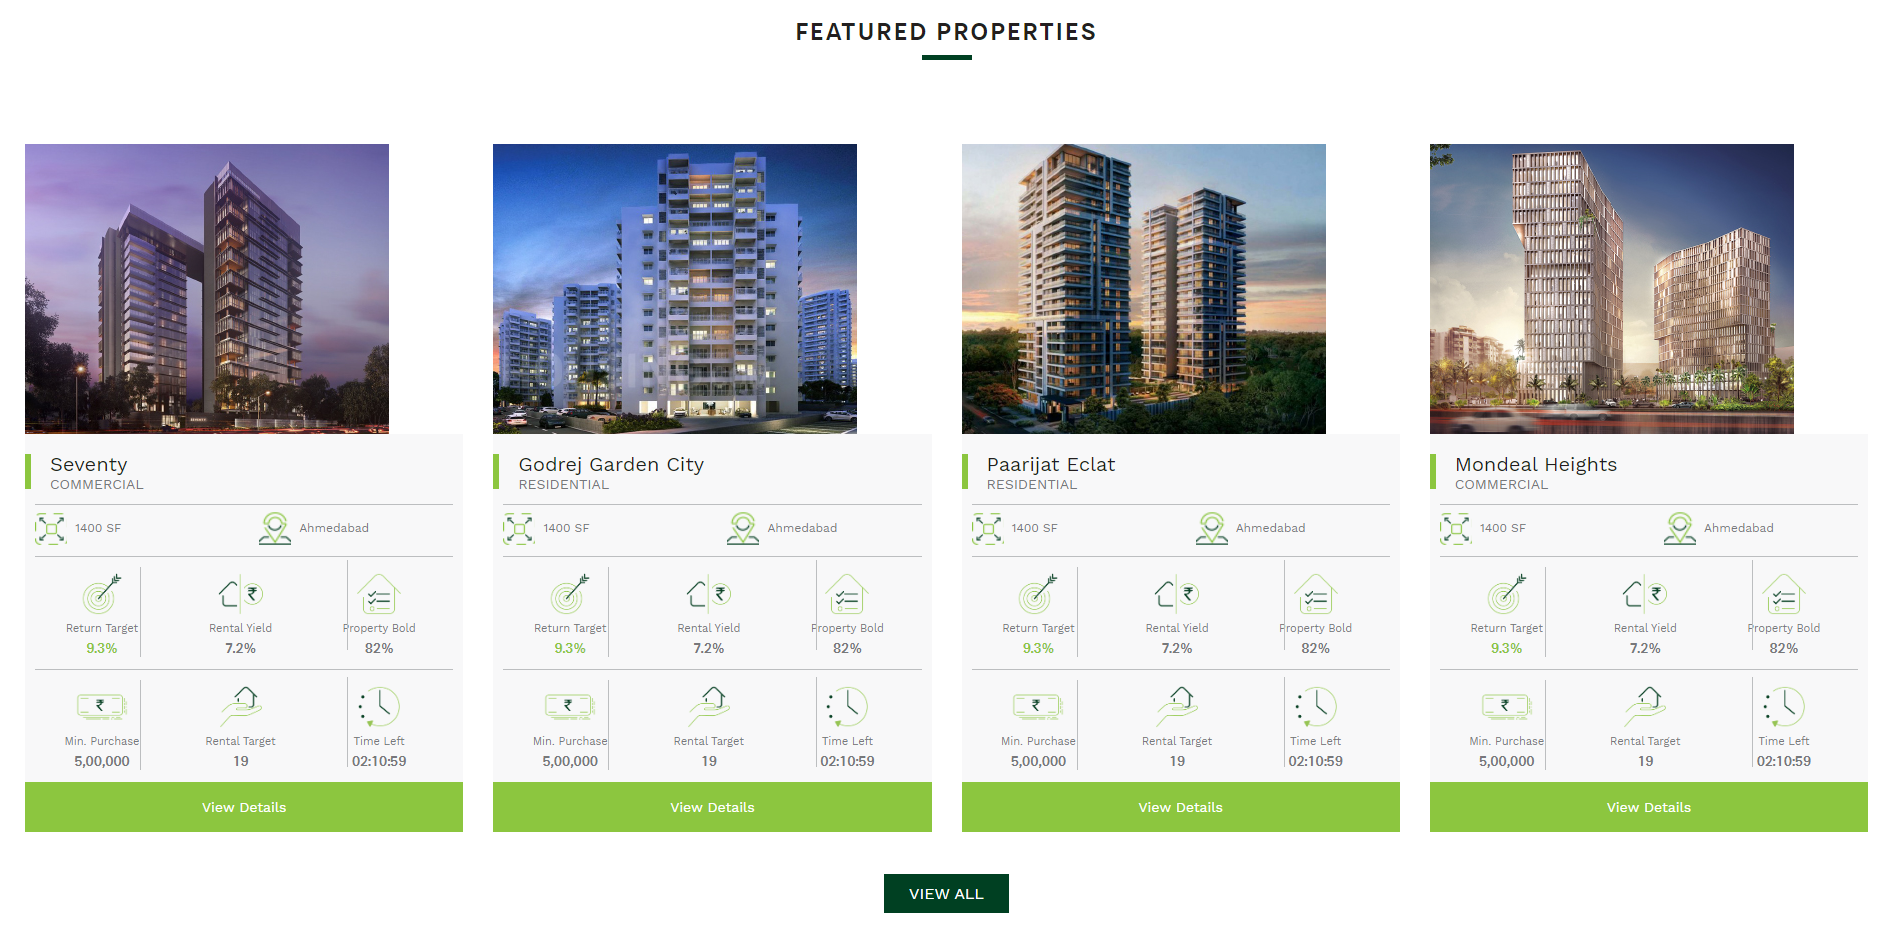 FEATURED PROPERTIES
Seventy
COMMERCIAL
1400 SF
Ahmedabad
Return Target
Rental Yield
Property Bold
9.3%
7.2%
82%
Min. Purchase
Rental Target
Time Left
5,00,000
19
02:10:59
View Details
Godrej Garden City
RESIDENTIAL
1400 SF
Ahmedabad
Return Target
Rental Yield
Property Bold
9.3%
7.2%
82%
Min. Purchase
Rental Target
Time Left
5,00,000
19
02:10:59
View Details
Paarijat Eclat
RESIDENTIAL
1400 SF
Ahmedabad
Return Target
Rental Yield
Property Bold
9.3%
7.2%
82%
Min. Purchase
Rental Target
Time Left
5,00,000
19
02:10:59
View Details
Mondeal Heights
COMMERCIAL
1400 SF
Ahmedabad
Return Target
Rental Yield
Property Bold
9.3%
7.2%
82%
Min. Purchase
Rental Target
Time Left
5,00,000
19
02:10:59
View Details
VIEW ALL